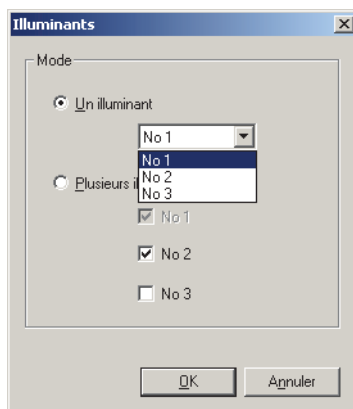 Illuminants
Mode
Un illuminant
No 1
No 1
No 2
Plusieurs il
No 3
No 1
No 2
No 3
OK
Annuler